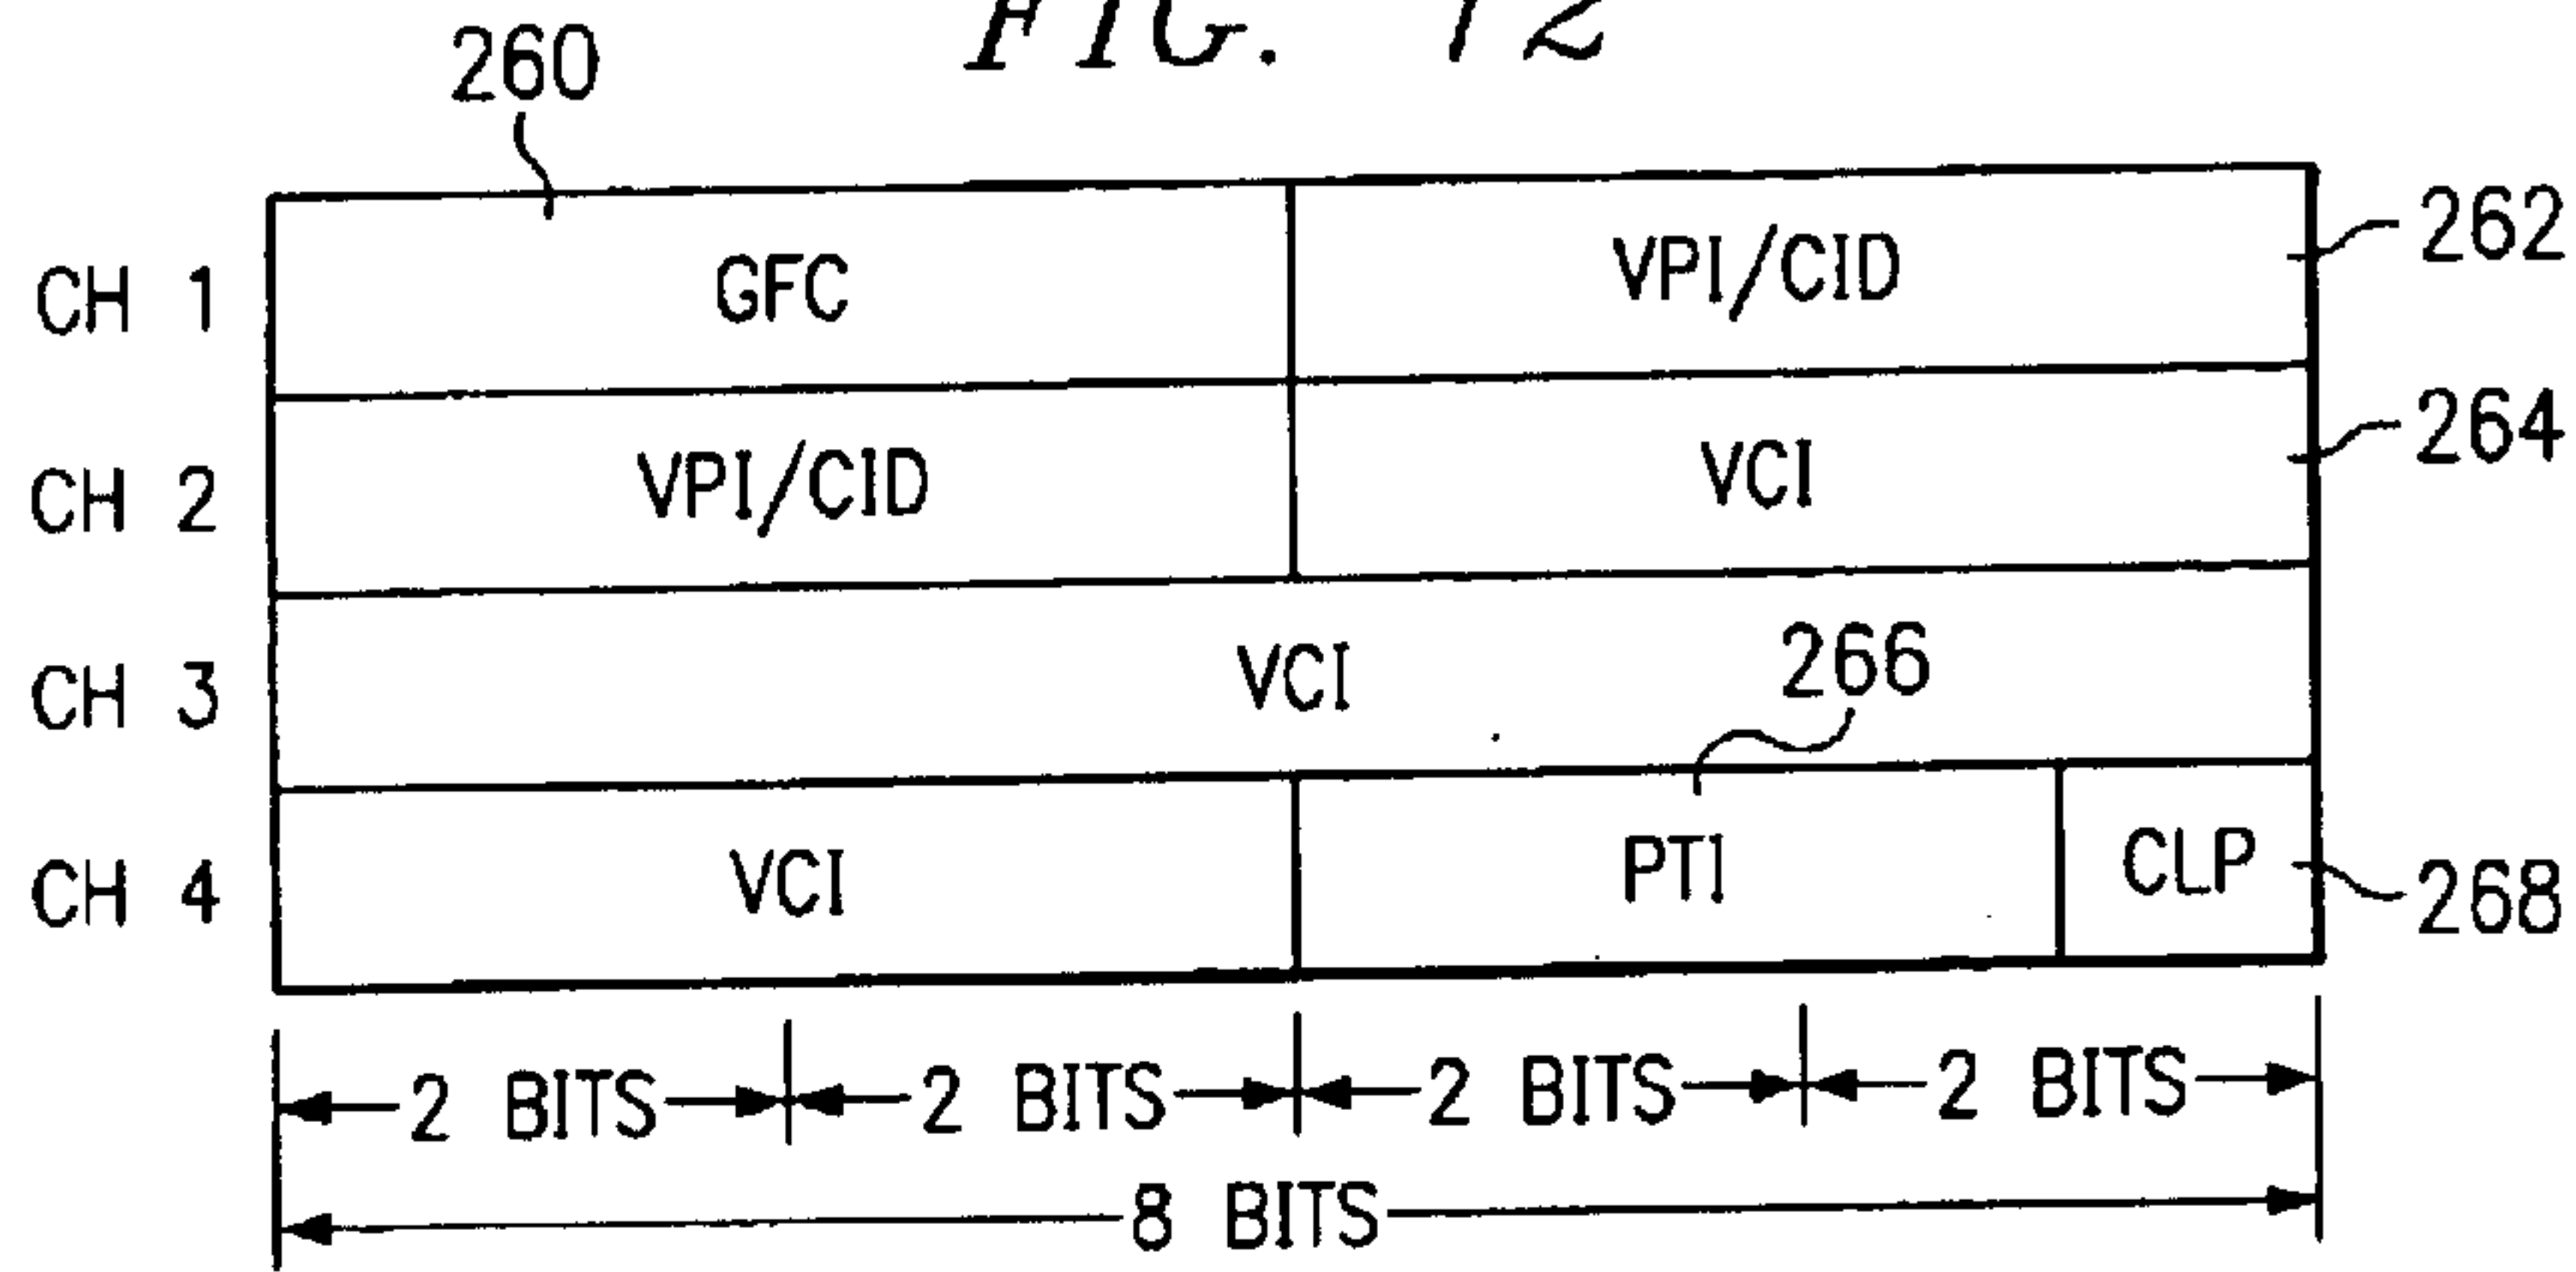 FIG. 12
260
GFC VPI/CID 262
CH 1
VPI/CID VCI 264
CH 2
VCI 266
CH 3
VCI PTI CLP 268
CH 4
2 BITS 2 BITS 2 BITS 2 BITS
8 BITS